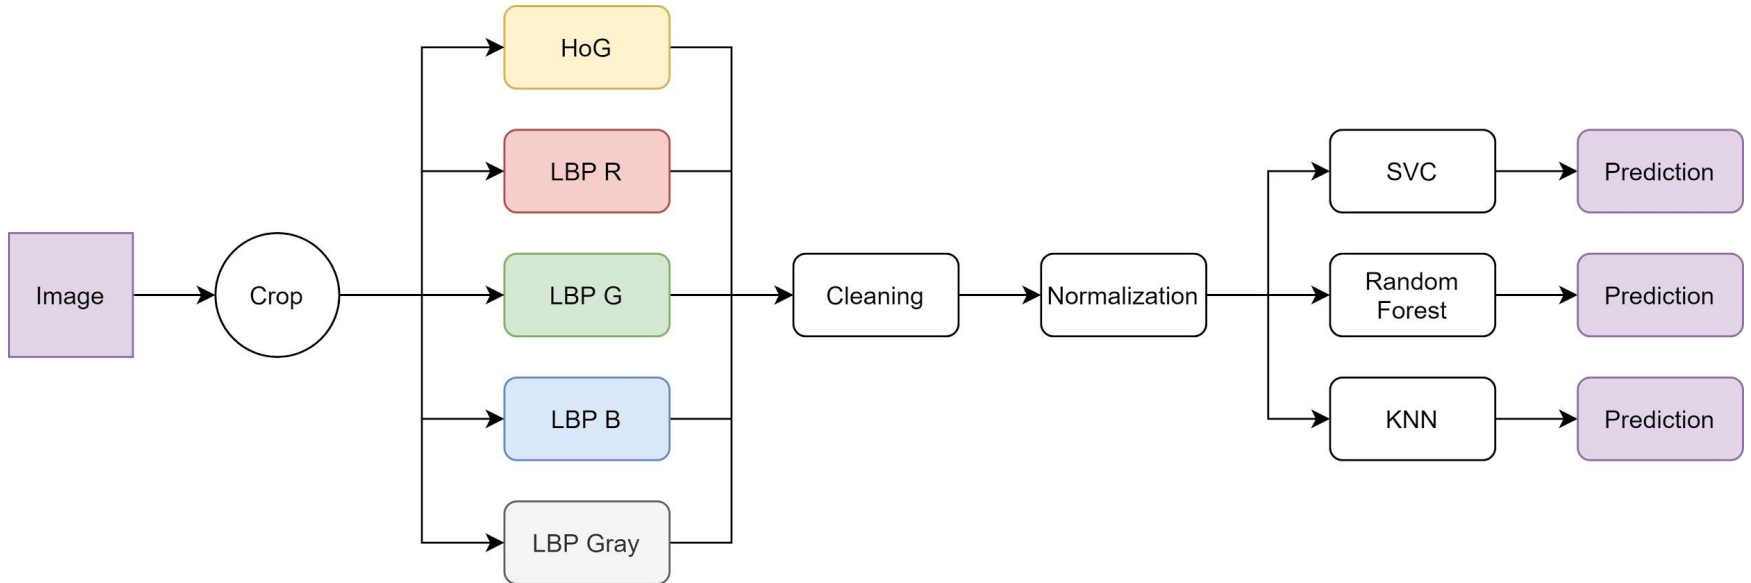 Image
Crop
HoG
LBP R
LBP G
LBP B
LBP Gray
Cleaning
Normalization
SVC
Random
Forest
KNN
Prediction
Prediction
Prediction